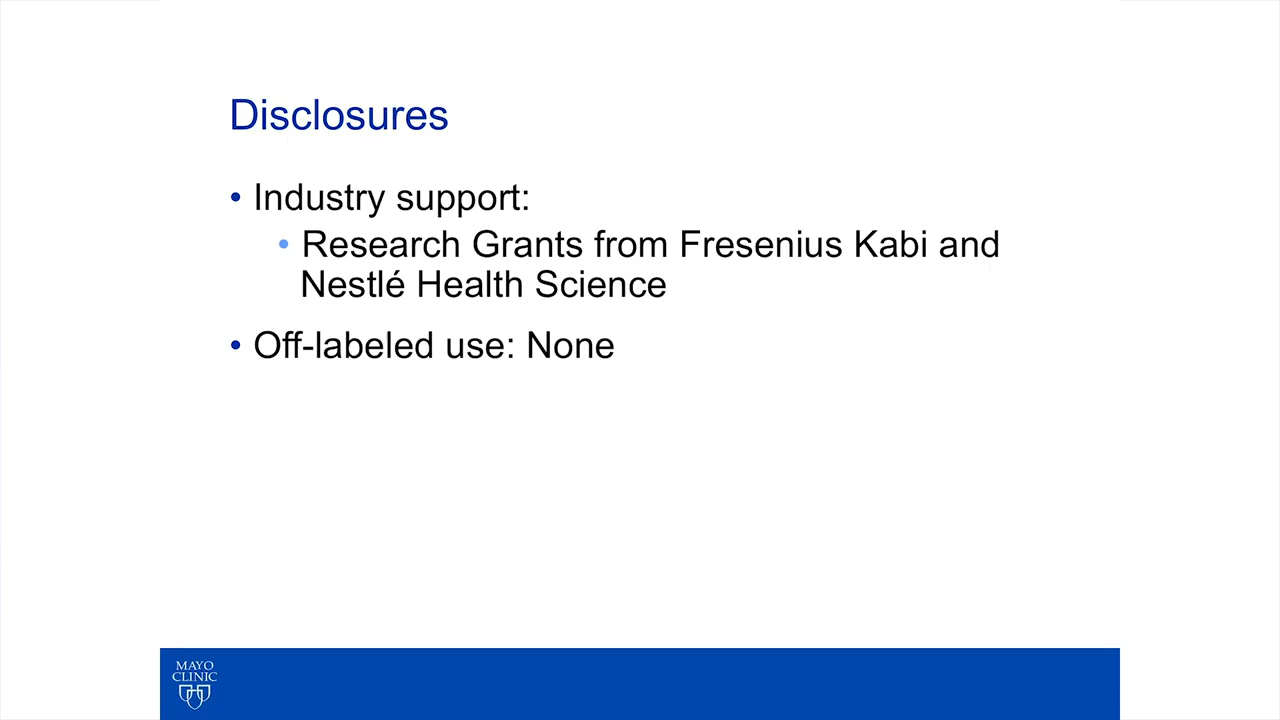 Disclosures
• Industry support:
• Research Grants from Fresenius Kabi and
Nestlé Health Science
• Off-labeled use: None
MAYO
CLINIC